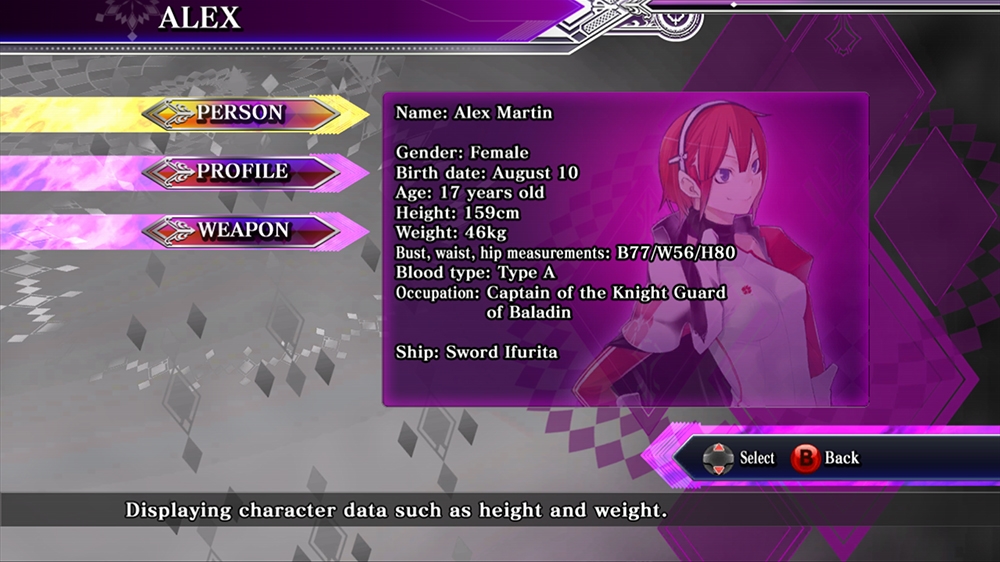 ALEX
PERSON
PROFILE
WEAPON
Name: Alex Martin
Gender: Female
Birth date: August 10
Age: 17 years old
Height: 159cm
Weight: 46kg
Bust, waist, hip measurements: B77/W56/H80
Blood type: Type A
Occupation: Captain of the Knight Guard
of Baladin
Ship: Sword Ifurita
Select
B Back
Displaying character data such as height and weight.